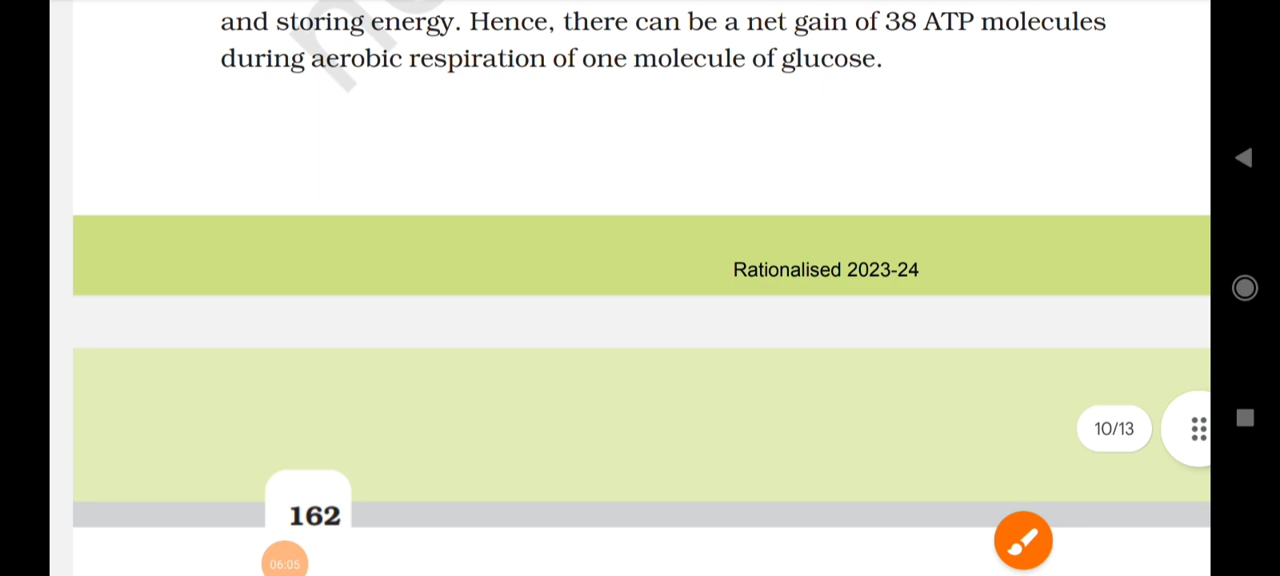 and storing energy. Hence, there can be a net gain of 38 ATP molecules
during aerobic respiration of one molecule of glucose.
Rationalised 2023-24
10/13
162
06:05